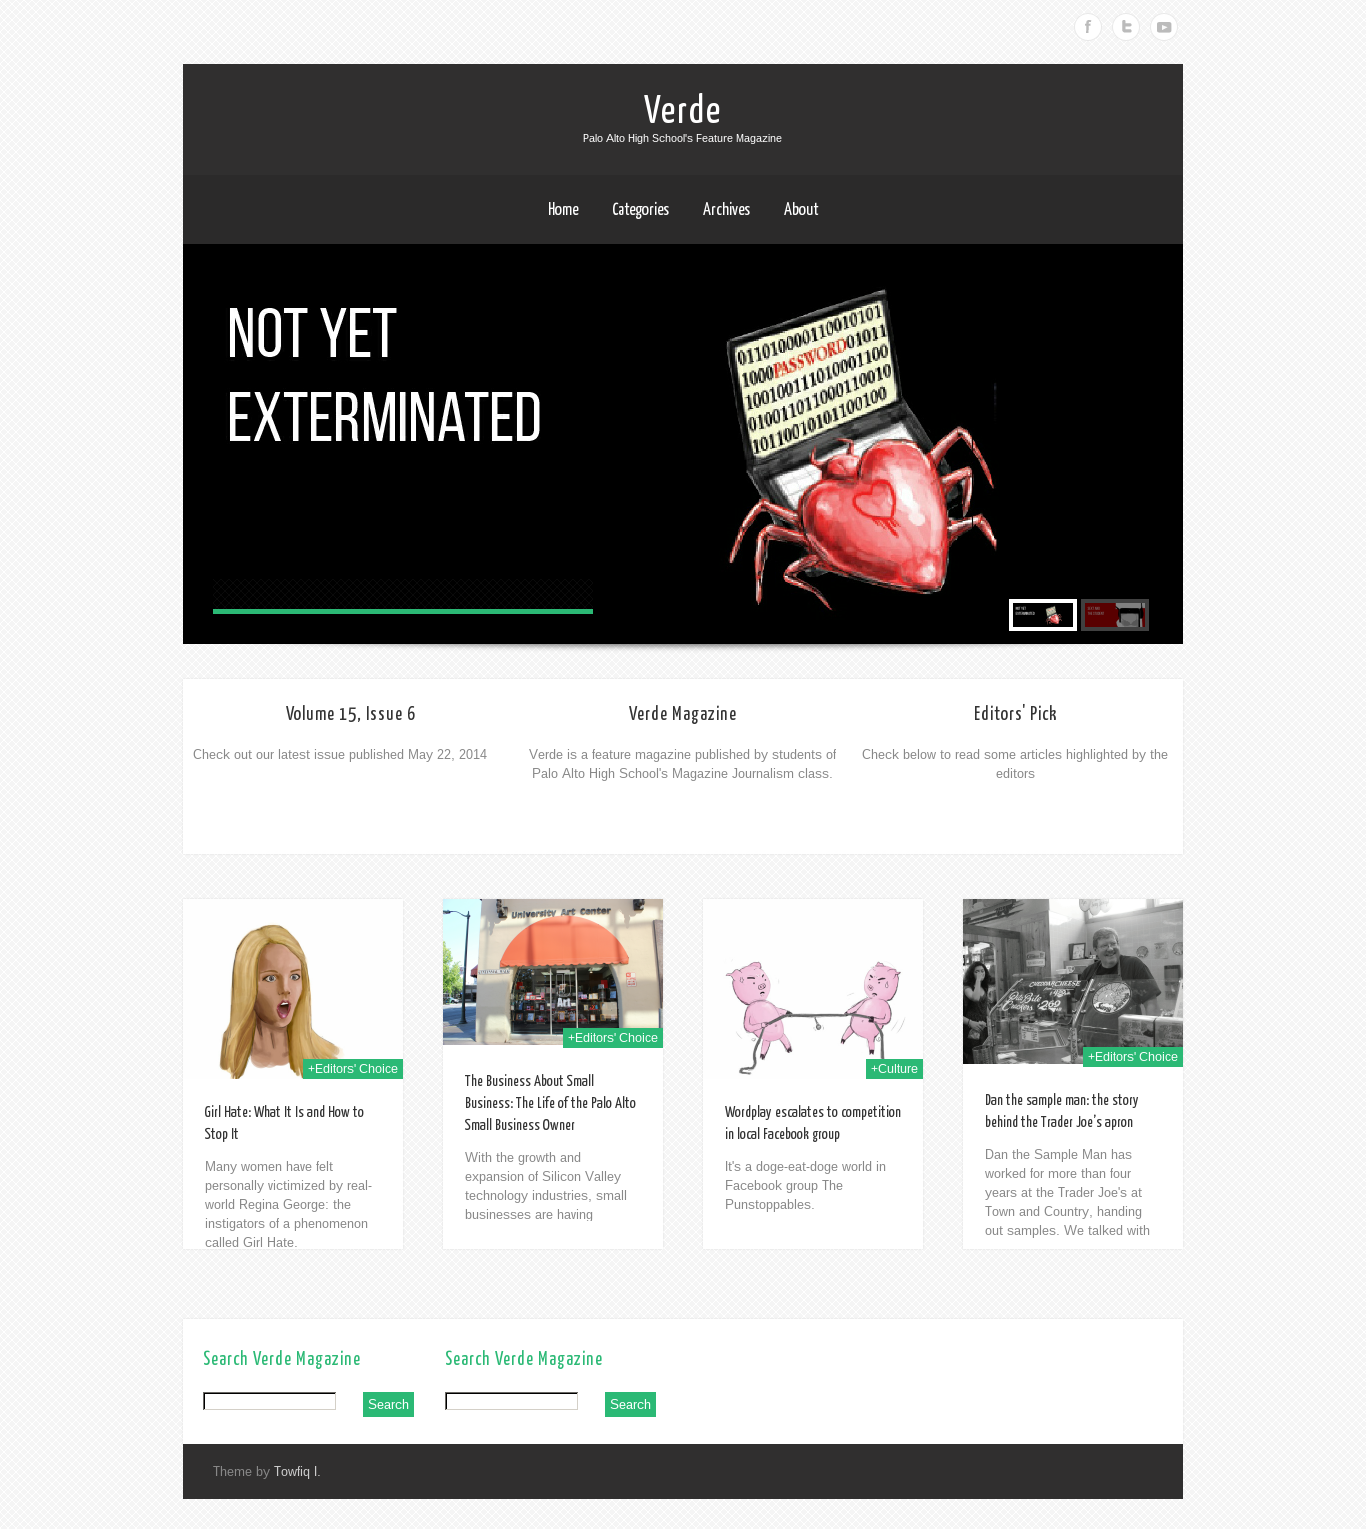 Verde
Palo Alto High School's Feature Magazine
Home Categories Archives About
NOT YET
EXTERMINATED
01101000011001010
1000PASSWORD01011
1001001110100001100
Volume 15, Issue 6
Check out our latest issue published May 22, 2014
Verde Magazine
Verde is a feature magazine published by students of
Palo Alto High School's Magazine Journalism class.
Editors' Pick
Check below to read some articles highlighted by the
editors
University Art Center
+Editors' Choice
Girl Hate: What It Is and How to
Stop It
Many women have felt
personally victimized by real-
world Regina George: the
instigators of a phenomenon
called Girl Hate.
+Editors' Choice
The Business About Small
Business: The Life of the Palo Alto
Small Business Owner
With the growth and
expansion of Silicon Valley
technology industries, small
businesses are having
+Culture
Wordplay escalates to competition
in local Facebook group
It's a doge-eat-doge world in
Facebook group The
Punstoppables.
+Editors' Choice
Dan the sample man: the story
behind the Trader Joe's apron
Dan the Sample Man has
worked for more than four
years at the Trader Joe's at
Town and Country, handing
out samples. We talked with
Search Verde Magazine
Search
Search Verde Magazine
Search
Theme by Towfiq I.